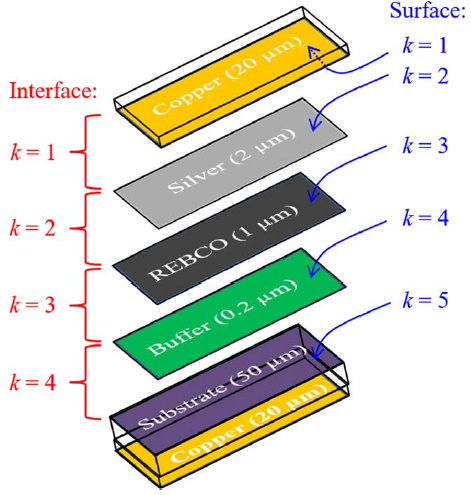 Surface:
k = 1
Copper (20 μm)
k = 2
Interface:
k = 1
Silver (2 μm)
k = 3
k = 2
REBCO (1 μm)
k = 4
k = 3
Buffer (0.2 μm)
k = 5
k = 4
Substrate (50 μm)
Copper (20 μm)